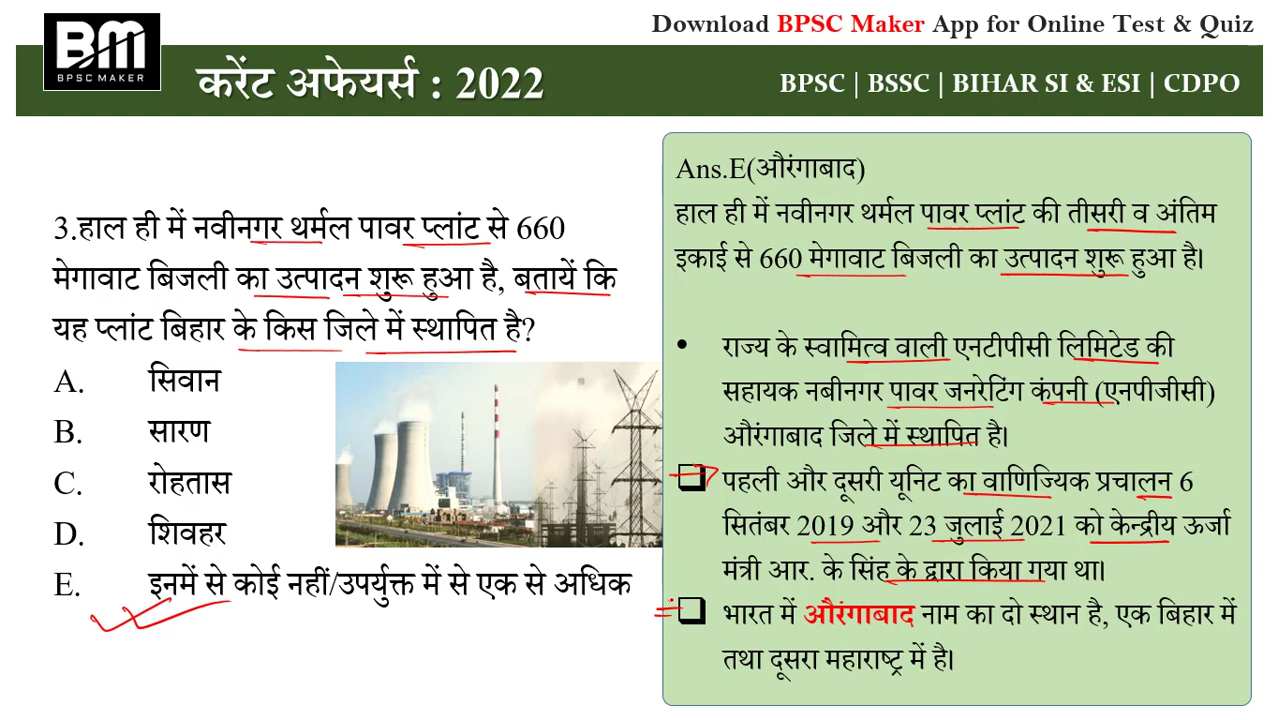 Download BPSC Maker App for Online Test & Quiz
BM
BPSC MAKER
करेंट अफेयर्स : 2022
BPSC | BSSC | BIHAR SI & ESI | CDPO
3.हाल ही में नवीनगर थर्मल पावर प्लांट से 660
मेगावाट बिजली का उत्पादन शुरू हुआ है, बतायें कि
यह प्लांट बिहार के किस जिले में स्थापित है?
A. सिवान
B. सारण
C. रोहतास
D. शिवहर
E. इनमें से कोई नहीं/उपर्युक्त में से एक से अधिक
Ans.E(औरंगाबाद)
हाल ही में नवीनगर थर्मल पावर प्लांट की तीसरी व अंतिम
इकाई से 660 मेगावाट बिजली का उत्पादन शुरू हुआ है।
• राज्य के स्वामित्व वाली एनटीपीसी लिमिटेड की
सहायक नबीनगर पावर जनरेटिंग कंपनी (एनपीजीसी)
औरंगाबाद जिले में स्थापित है।
पहली और दूसरी यूनिट का वाणिज्यिक प्रचालन 6
सितंबर 2019 और 23 जुलाई 2021 को केन्द्रीय ऊर्जा
मंत्री आर. के सिंह के द्वारा किया गया था।
भारत में औरंगाबाद नाम का दो स्थान है, एक बिहार में
तथा दूसरा महाराष्ट्र में है।